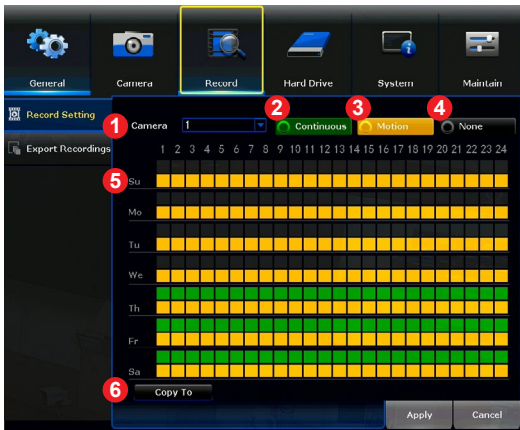 General Camera Record Hard Drive System Maintain
Record Setting
Export Recordings
2 3 4
1 Camera 1 Continuous Motion None
1 2 3 4 5 6 7 8 9 10 11 12 13 14 15 16 17 18 19 20 21 22 23 24
5 Su
Mo
Tu
We
Th
Fr
Sa
6 Copy To
Apply Cancel